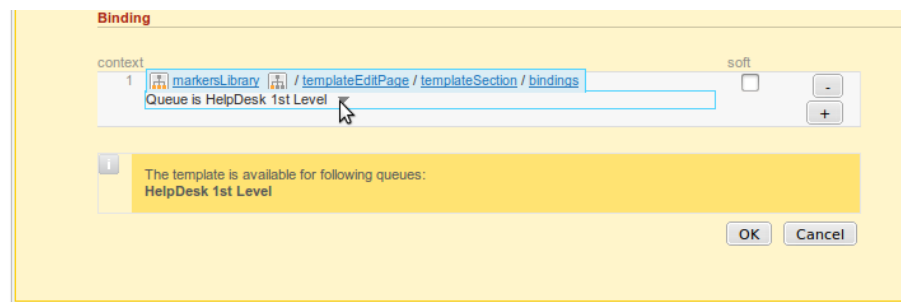 Binding
context soft
1 markersLibrary / templateEditPage / templateSection / bindings -
Queue is HelpDesk 1st Level
+
i
The template is available for following queues:
HelpDesk 1st Level
OK Cancel